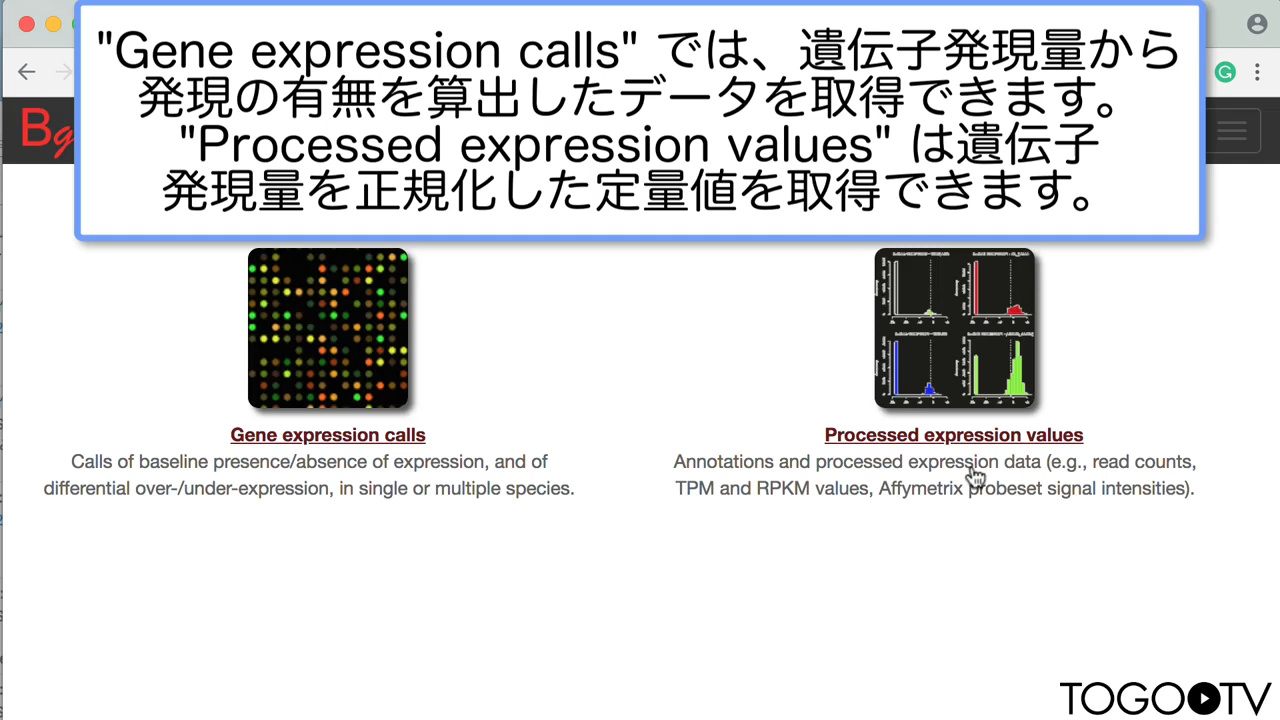 "Gene expression calls" では、遺伝子発現量から
発現の有無を算出したデータを取得できます。
"Processed expression values" は遺伝子
発現量を正規化した定量値を取得できます。
Bg
Gene expression calls
Calls of baseline presence/absence of expression, and of
differential over-/under-expression, in single or multiple species.
Processed expression values
Annotations and processed expression data (e.g., read counts,
TPM and RPKM values, Affymetrix probeset signal intensities).
TOGOTV